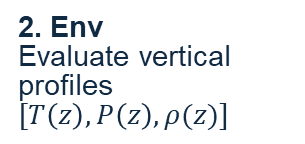 2. Env
Evaluate vertical
profiles
[T(z), P(z), ρ(z)]